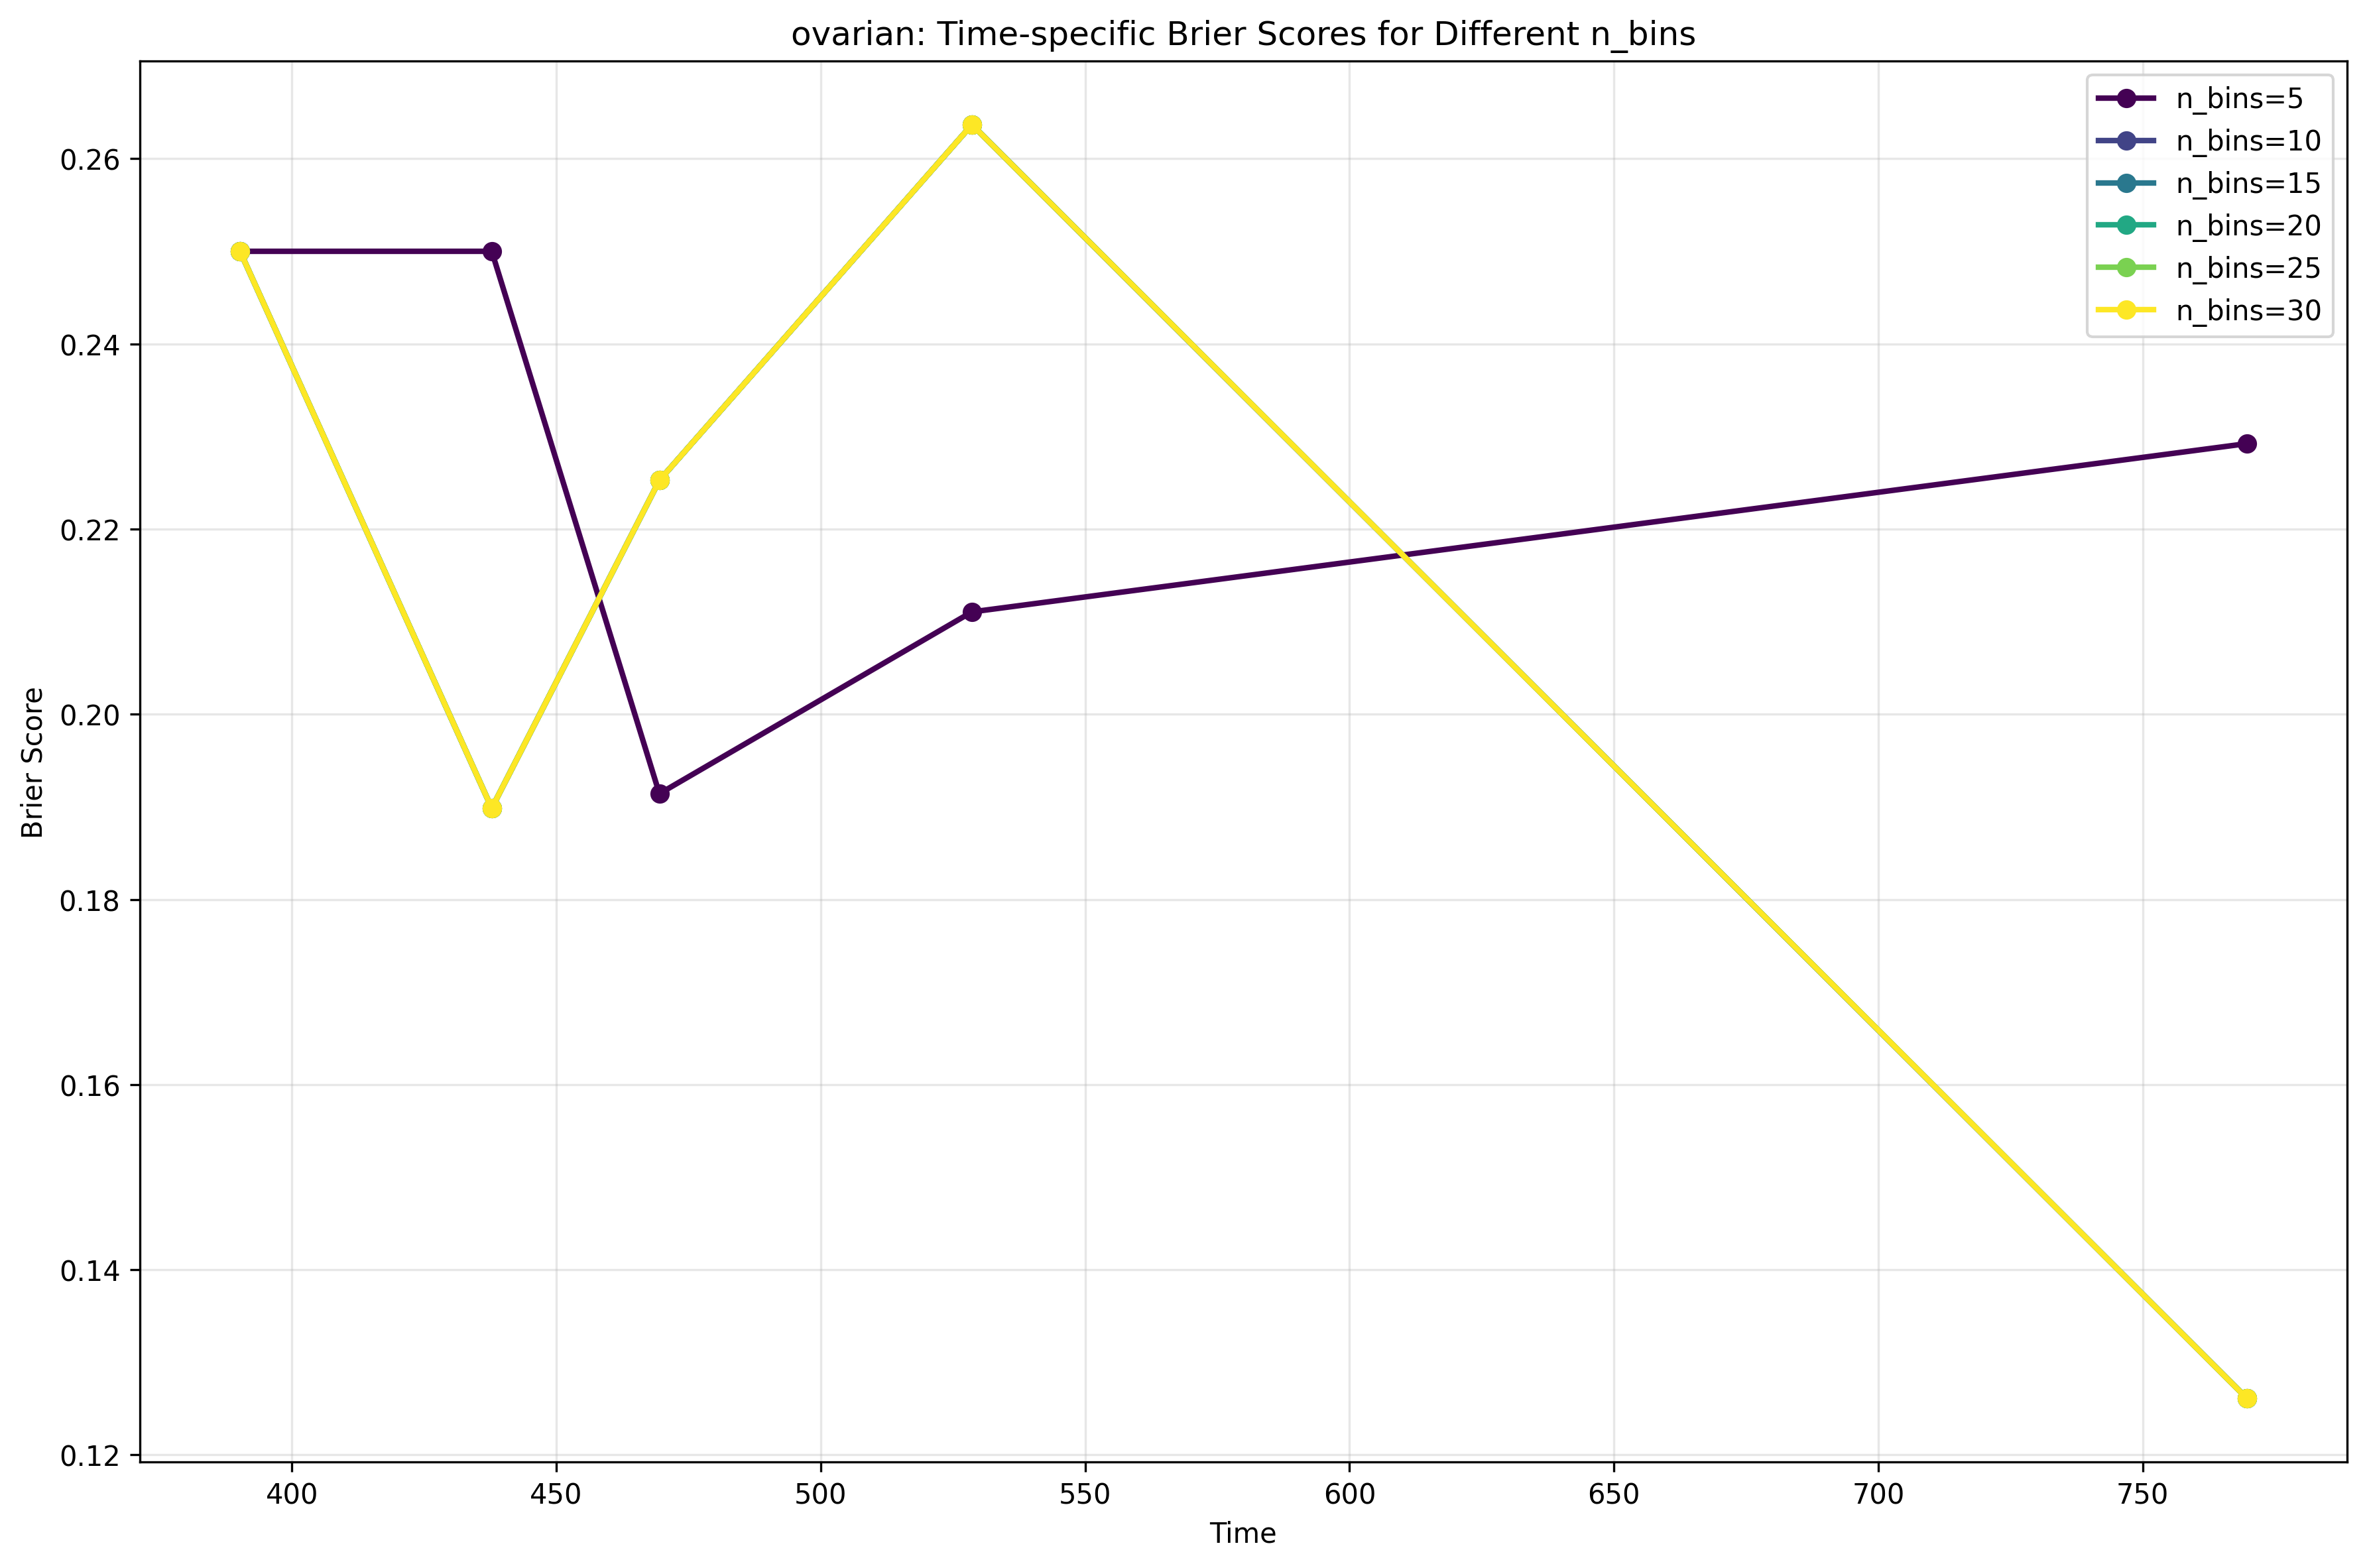 ovarian: Time-specific Brier Scores for Different n_bins
n_bins=5
n_bins=10
n_bins=15
n_bins=20
n_bins=25
n_bins=30
Brier Score
0.26
0.24
0.22
0.20
0.18
0.16
0.14
0.12
400 450 500 550 600 650 700 750
Time